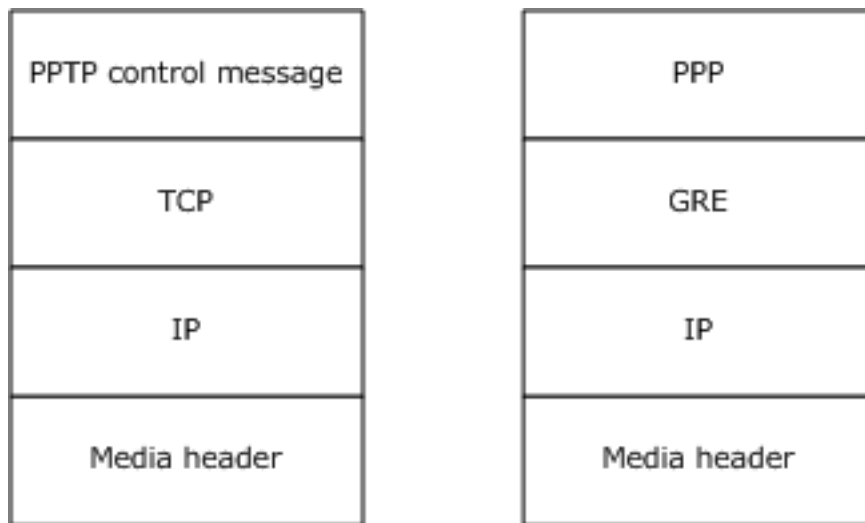 PPTP control message
TCP
IP
Media header
PPP
GRE
IP
Media header